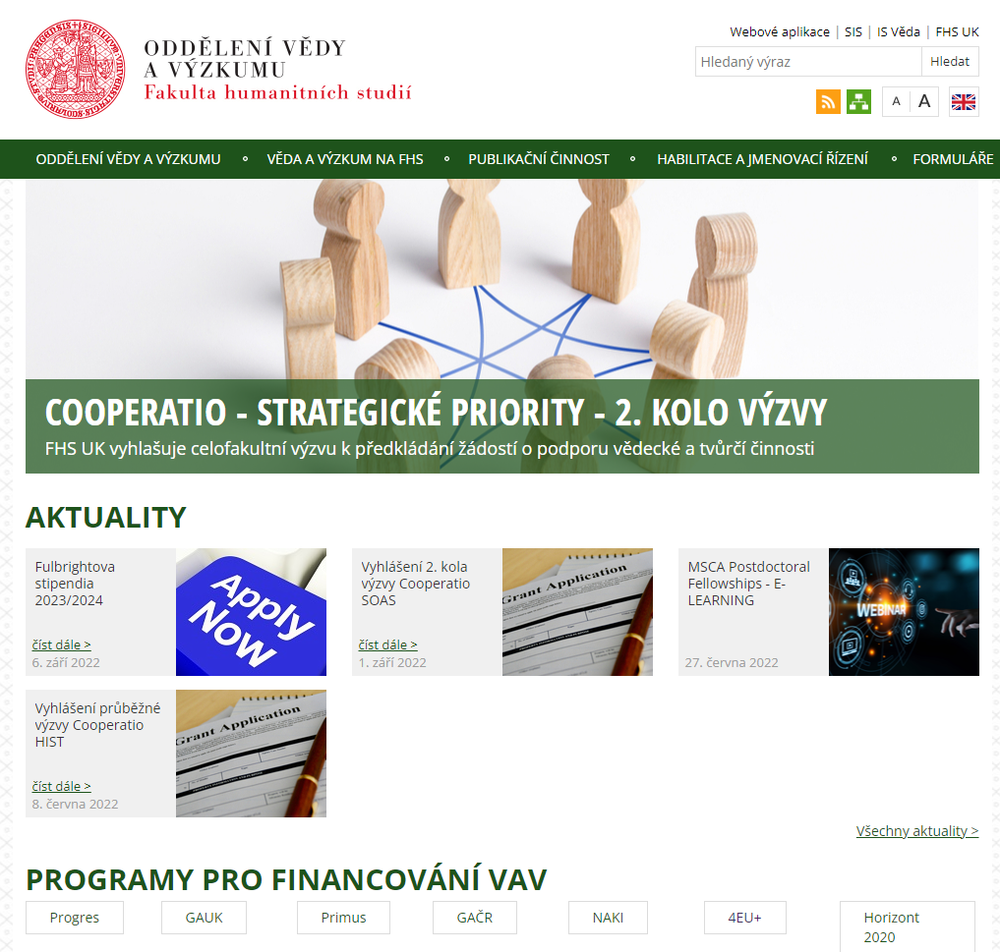 ODDĚLENÍ VĚDY
A VÝZKUMU
Fakulta humanitních studií
Webové aplikace | SIS | IS Věda | FHS UK
Hledaný výraz Hledat
A A
ODDĚLENÍ VĚDY A VÝZKUMU VĚDA A VÝZKUM NA FHS PUBLIKAČNÍ ČINNOST HABILITACE A JMENOVACÍ ŘÍZENÍ FORMULÁŘE
COOPERATIO - STRATEGICKÉ PRIORITY - 2. KOLO VÝZVY
FHS UK vyhlašuje celofakultní výzvu k předkládání žádostí o podporu vědecké a tvůrčí činnosti
AKTUALITY
Fulbrightova
stipendia
2023/2024
číst dále >
6. září 2022
Apply
Now
Vyhlášení 2. kola
výzvy Cooperatio
SOAS
číst dále >
1. září 2022
Grant Application
MSCA Postdoctoral
Fellowships - E-
LEARNING
27. června 2022
WEBINAR
Vyhlášení průběžné
výzvy Cooperatio
HIST
číst dále >
8. června 2022
Grant Application
Všechny aktuality >
PROGRAMY PRO FINANCOVÁNÍ VAV
Progres GAUK Primus GAČR NAKI 4EU+ Horizont
2020